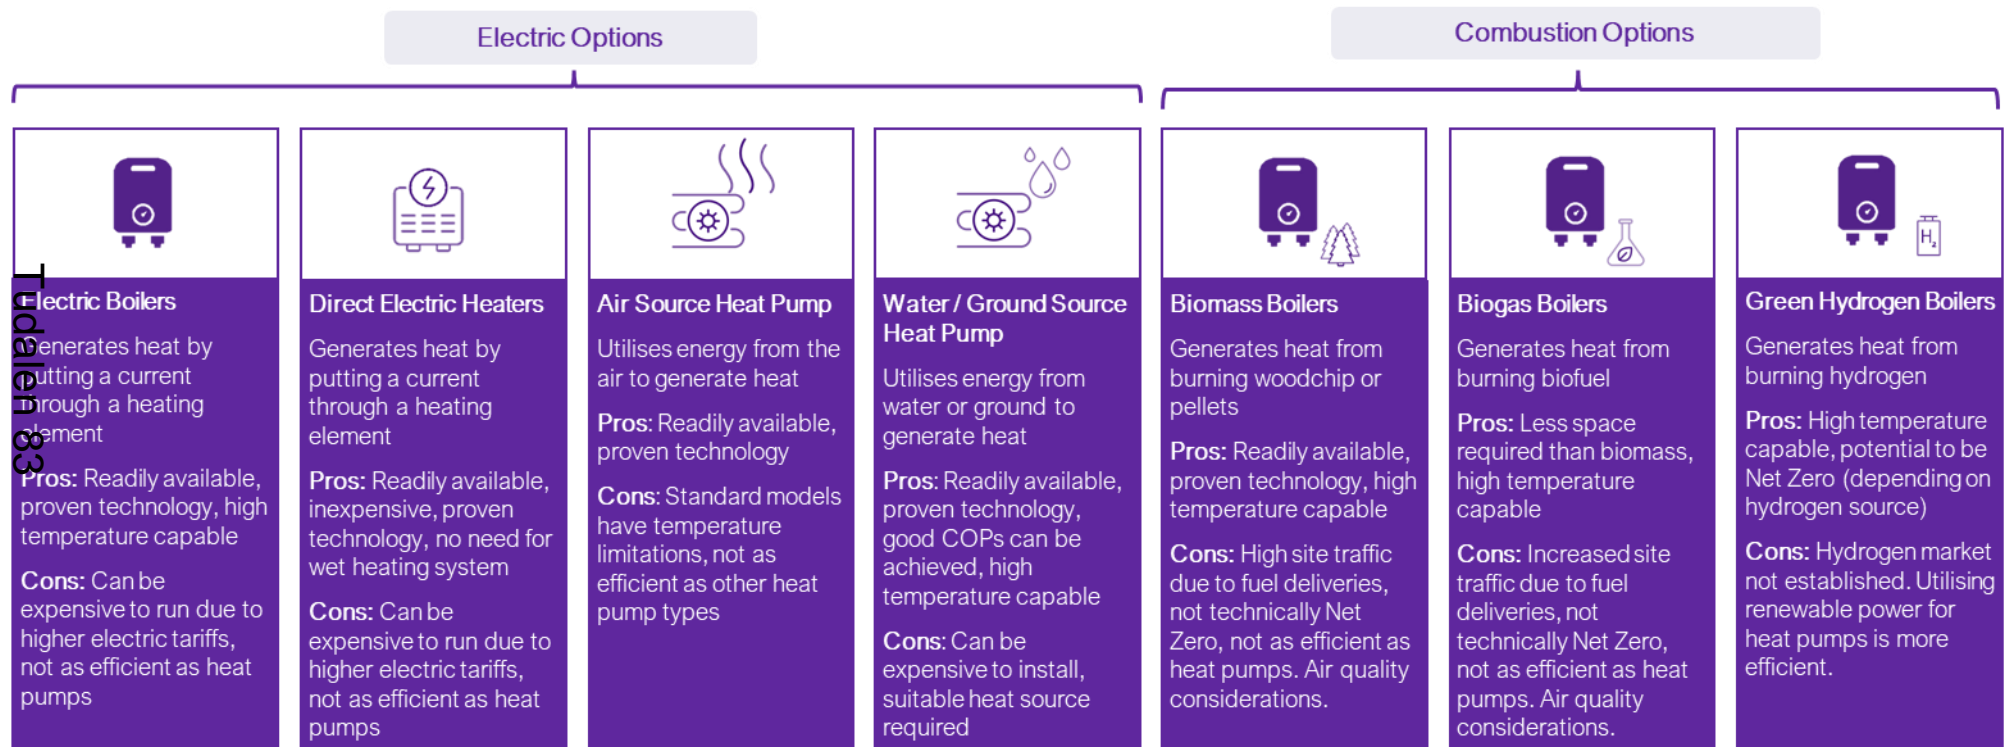 Electric Options
Combustion Options
Electric Boilers
Generates heat by
putting a current
through a heating
element
Pros: Readily available,
proven technology, high
temperature capable
Cons: Can be
expensive to run due to
higher electric tariffs,
not as efficient as heat
pumps
Direct Electric Heaters
Generates heat by
putting a current
through a heating
element
Pros: Readily available,
inexpensive, proven
technology, no need for
wet heating system
Cons: Can be
expensive to run due to
higher electric tariffs,
not as efficient as heat
pumps
Air Source Heat Pump
Utilises energy from the
air to generate heat
Pros: Readily available,
proven technology
Cons: Standard models
have temperature
limitations, not as
efficient as other heat
pump types
Water / Ground Source
Heat Pump
Utilises energy from
water or ground to
generate heat
Pros: Readily available,
proven technology,
good COPs can be
achieved, high
temperature capable
Cons: Can be
expensive to install,
suitable heat source
required
Biomass Boilers
Generates heat from
burning woodchip or
pellets
Pros: Readily available,
proven technology, high
temperature capable
Cons: High site traffic
due to fuel deliveries,
not technically Net
Zero, not as efficient as
heat pumps. Air quality
considerations.
Biogas Boilers
Generates heat from
burning biofuel
Pros: Less space
required than biomass,
high temperature
capable
Cons: Increased site
traffic due to fuel
deliveries, not
technically Net Zero,
not as efficient as heat
pumps. Air quality
considerations.
H₂
Green Hydrogen Boilers
Generates heat from
burning hydrogen
Pros: High temperature
capable, potential to be
Net Zero (depending on
hydrogen source)
Cons: Hydrogen market
not established. Utilising
renewable power for
heat pumps is more
efficient.
Tudalen 83